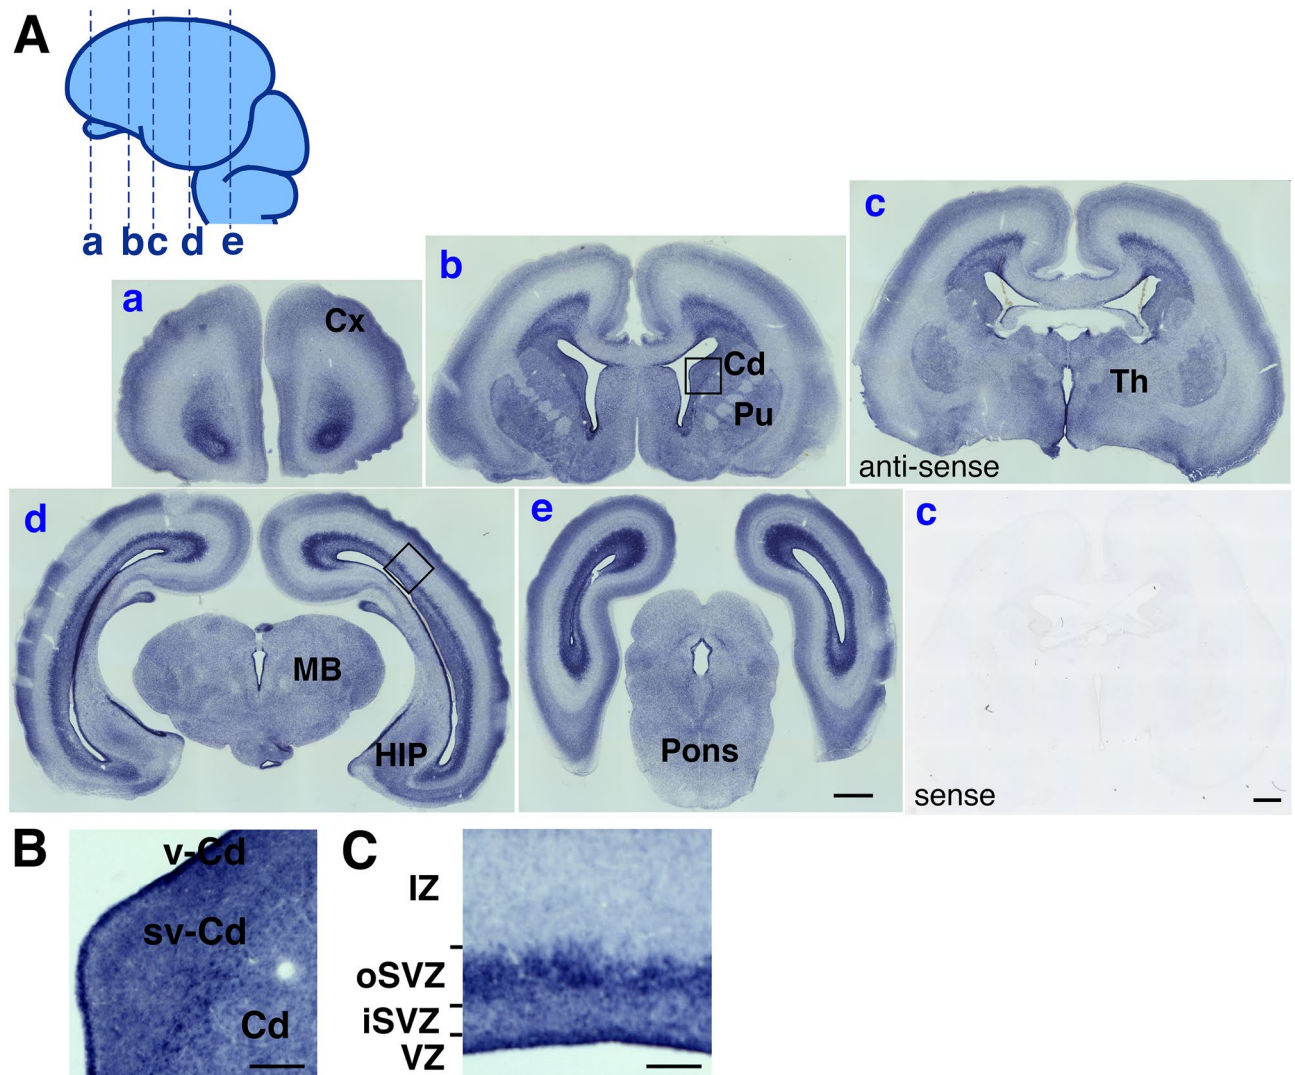 A
a b c d e
a
Cx
b
Cd
Pu
c
Th
anti-sense
d
MB
HIP
e
Pons
c
sense
B
v-Cd
sv-Cd
Cd
C
IZ
oSVZ
iSVZ
VZ